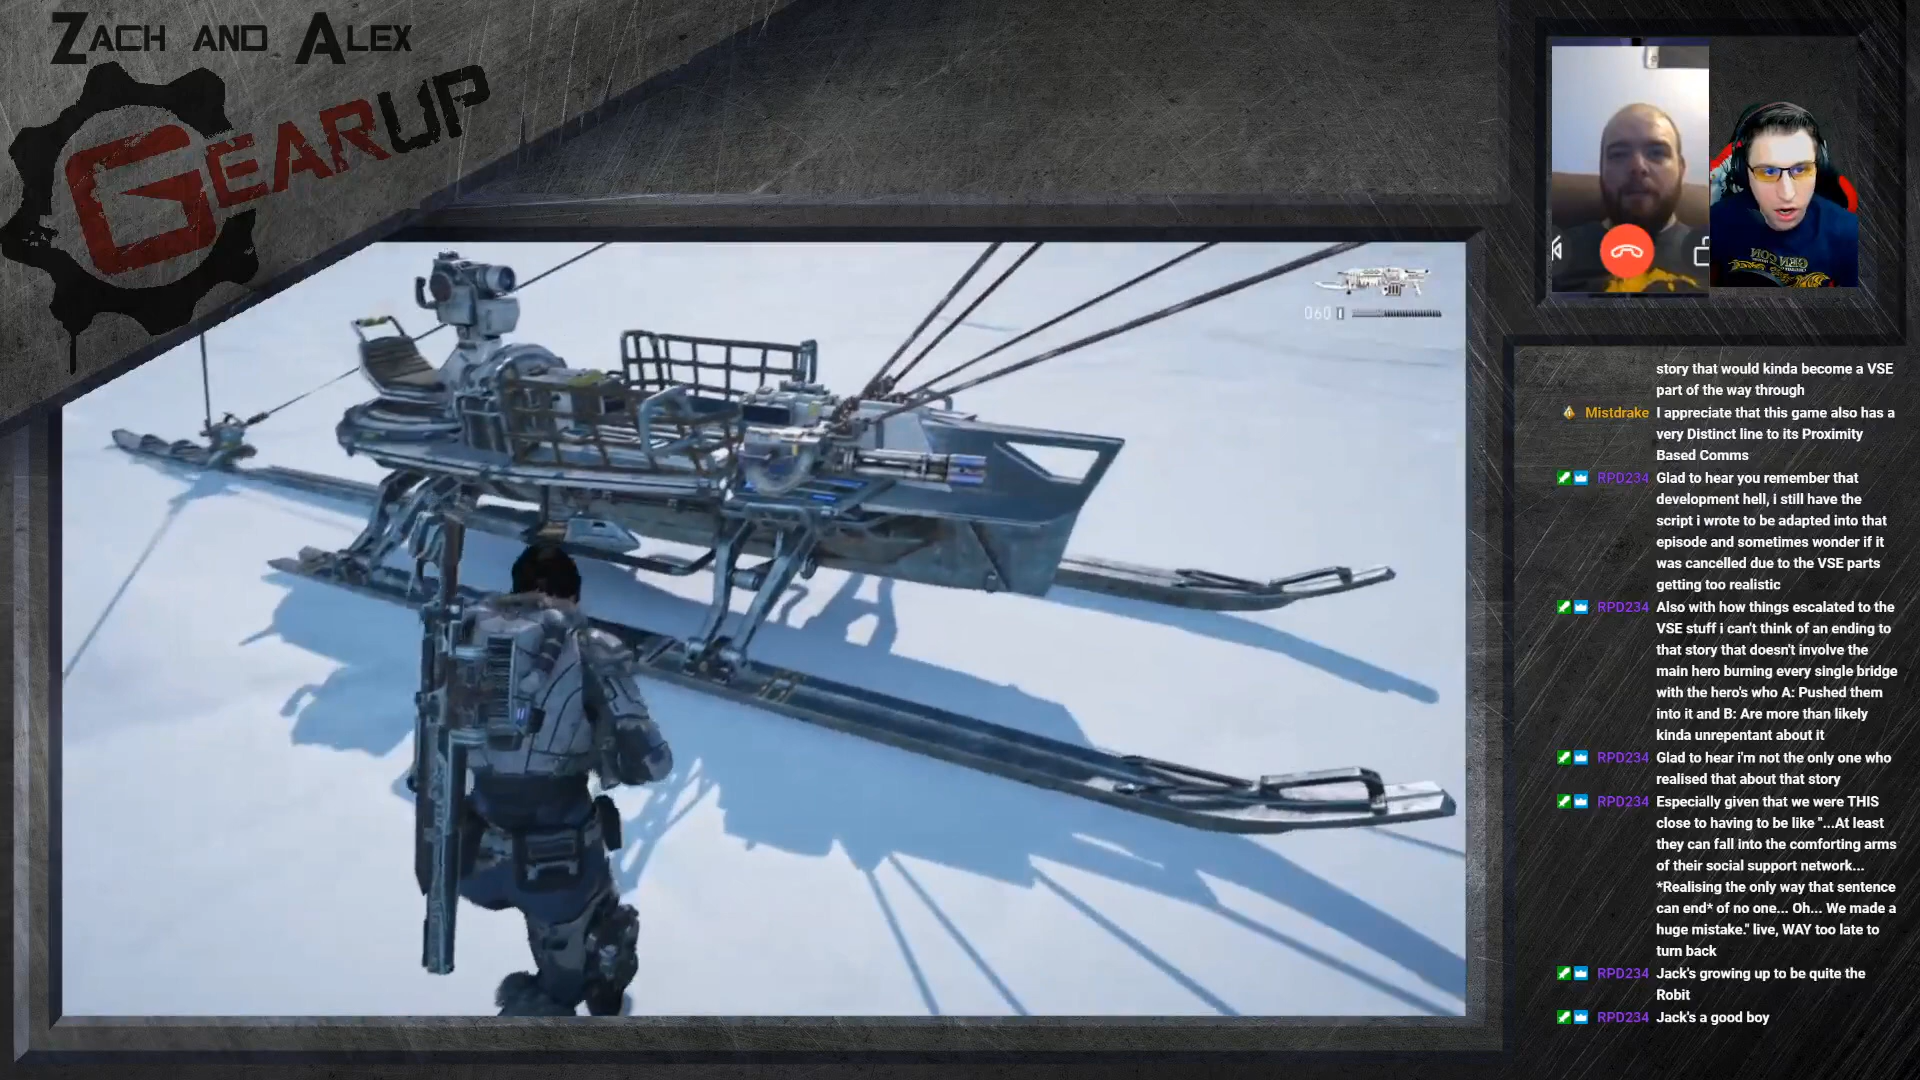 ZACH AND ALEX
GEARUP
060
story that would kinda become a VSE
part of the way through
Mistdrake I appreciate that this game also has a
very Distinct line to its Proximity
Based Comms
RPD234 Glad to hear you remember that
development hell, i still have the
script i wrote to be adapted into that
episode and sometimes wonder if it
was cancelled due to the VSE parts
getting too realistic
RPD234 Also with how things escalated to the
VSE stuff i can't think of an ending to
that story that doesn't involve the
main hero burning every single bridge
with the hero's who A: Pushed them
into it and B: Are more than likely
kinda unrepentant about it
RPD234 Glad to hear i'm not the only one who
realised that about that story
RPD234 Especially given that we were THIS
close to having to be like "...At least
they can fall into the comforting arms
of their social support network...
*Realising the only way that sentence
can end* of no one... Oh... We made a
huge mistake." live, WAY too late to
turn back
RPD234 Jack's growing up to be quite the
Robit
RPD234 Jack's a good boy